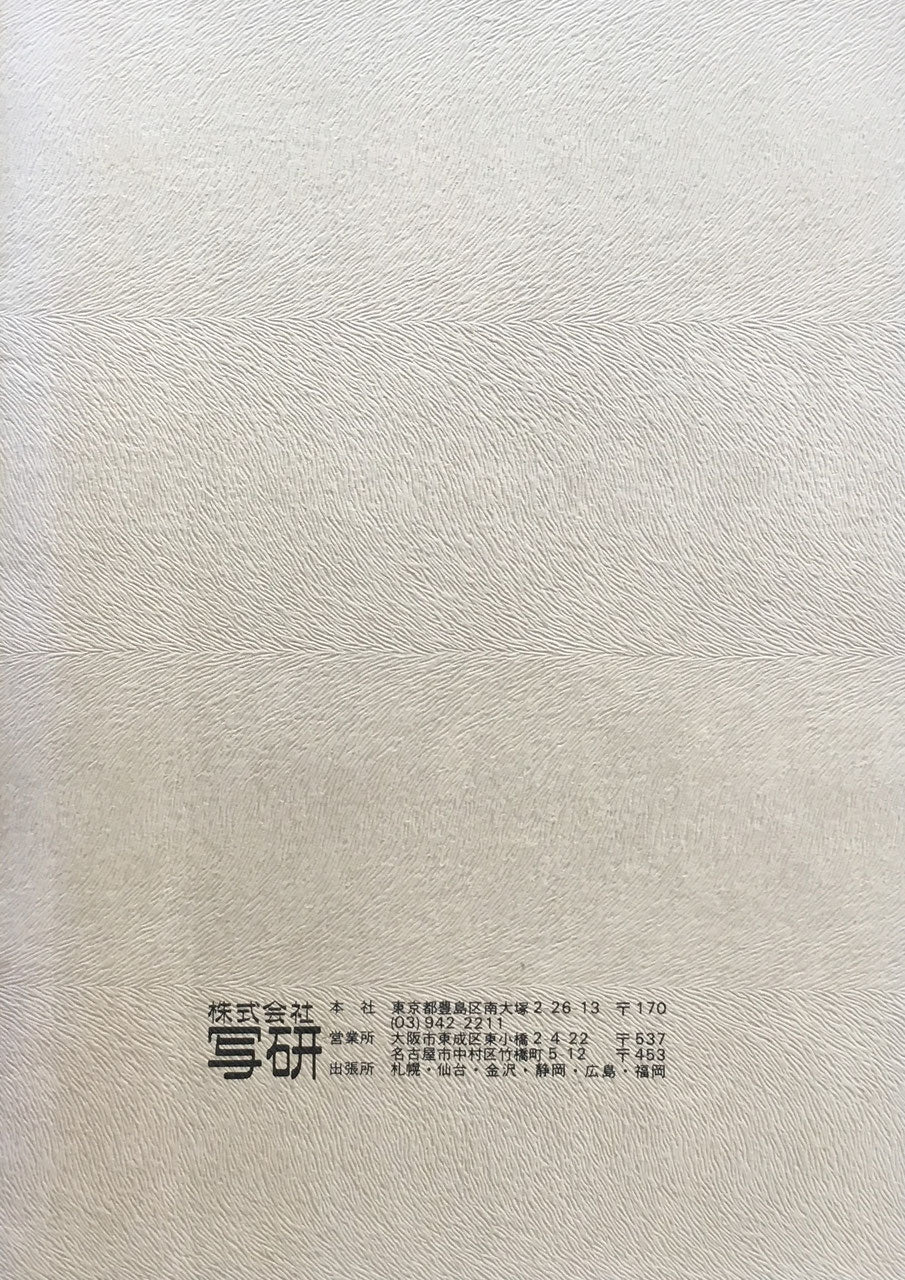 株式会社
写研
本 社 東京都豊島区南大塚 2 26 13 〒170
(03) 942 2211
営業所 大阪市東成区東小橋 2 4 22 〒537
名古屋市中村区竹橋町 5 12 〒453
出張所 札幌・仙台・金沢・静岡・広島・福岡